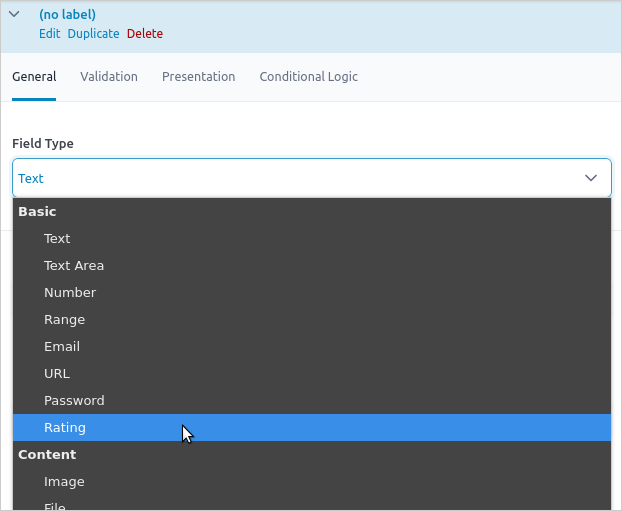 (no label)
Edit Duplicate Delete
General Validation Presentation Conditional Logic
Field Type
Text
Basic
Text
Text Area
Number
Range
Email
URL
Password
Rating
Content
Image
File